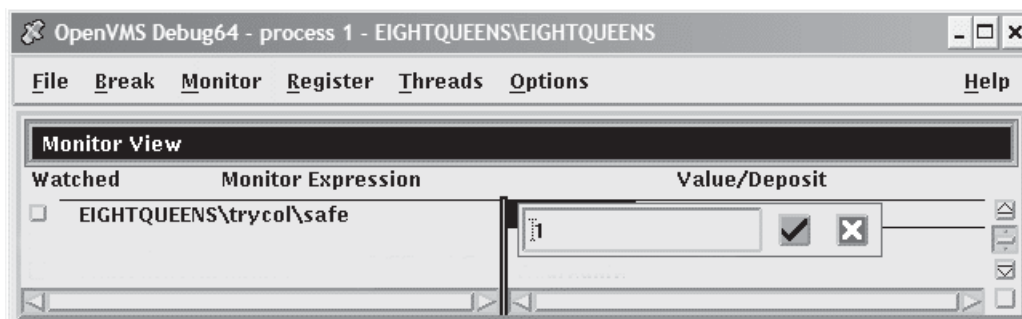 OpenVMS Debug64 - process 1 - EIGHTQUEENS\EIGHTQUEENS
File Break Monitor Register Threads Options Help
Monitor View
Watched Monitor Expression Value/Deposit
EIGHTQUEENS\trycol\safe 1